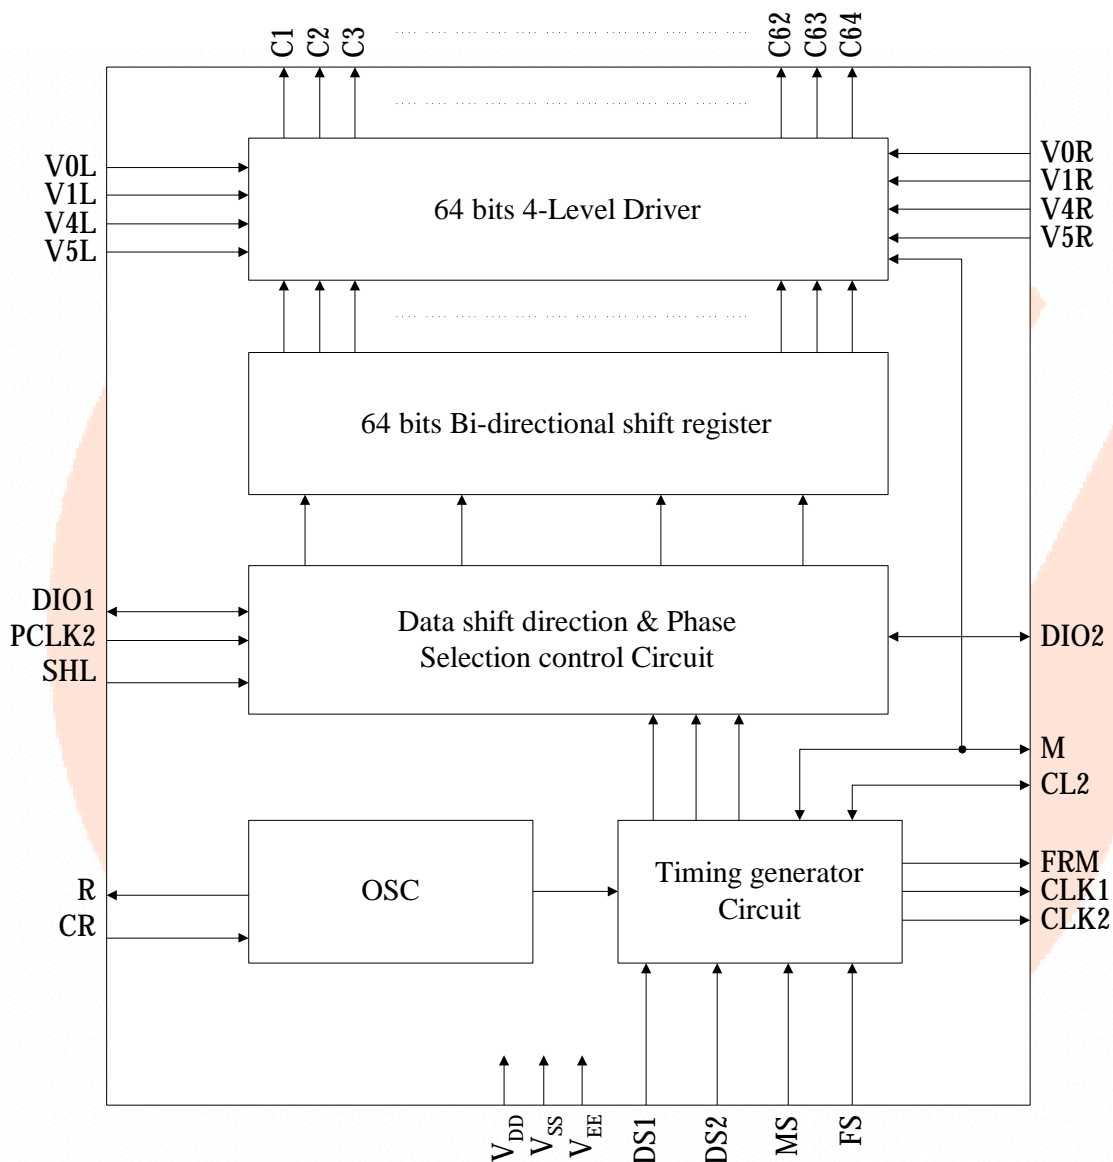 C1 C2 C3 C62 C63 C64
V0L
V1L
V4L
V5L
64 bits 4-Level Driver
V0R
V1R
V4R
V5R
64 bits Bi-directional shift register
DIO1
PCLK2
SHL
Data shift direction & Phase
Selection control Circuit
DIO2
M
CL2
R
CR
OSC
Timing generator
Circuit
FRM
CLK1
CLK2
VDD VSS VEE DS1 DS2 MS FS